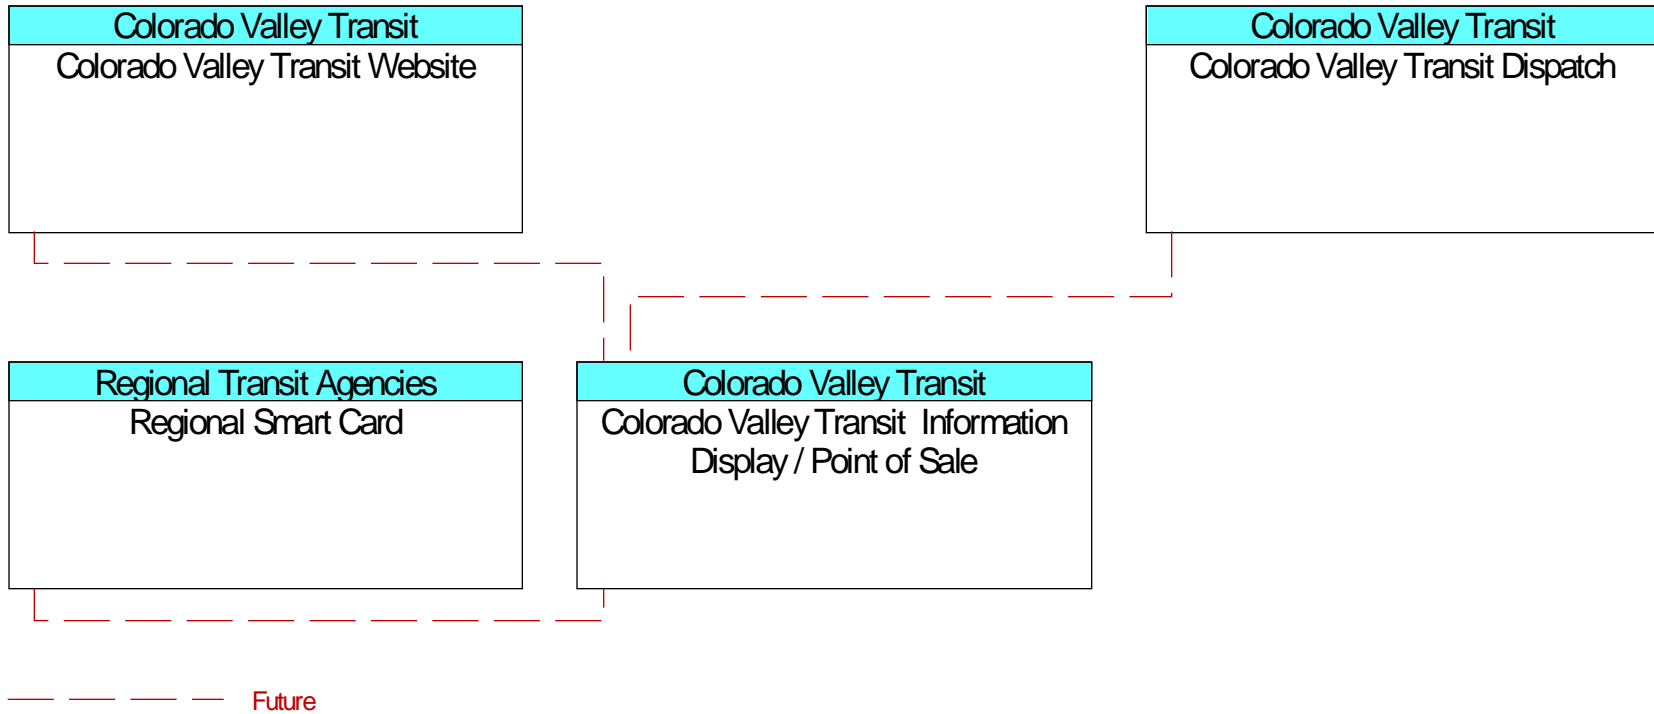 Colorado Valley Transit
Colorado Valley Transit Website
Colorado Valley Transit
Colorado Valley Transit Dispatch
Regional Transit Agencies
Regional Smart Card
Colorado Valley Transit
Colorado Valley Transit Information
Display / Point of Sale
Future